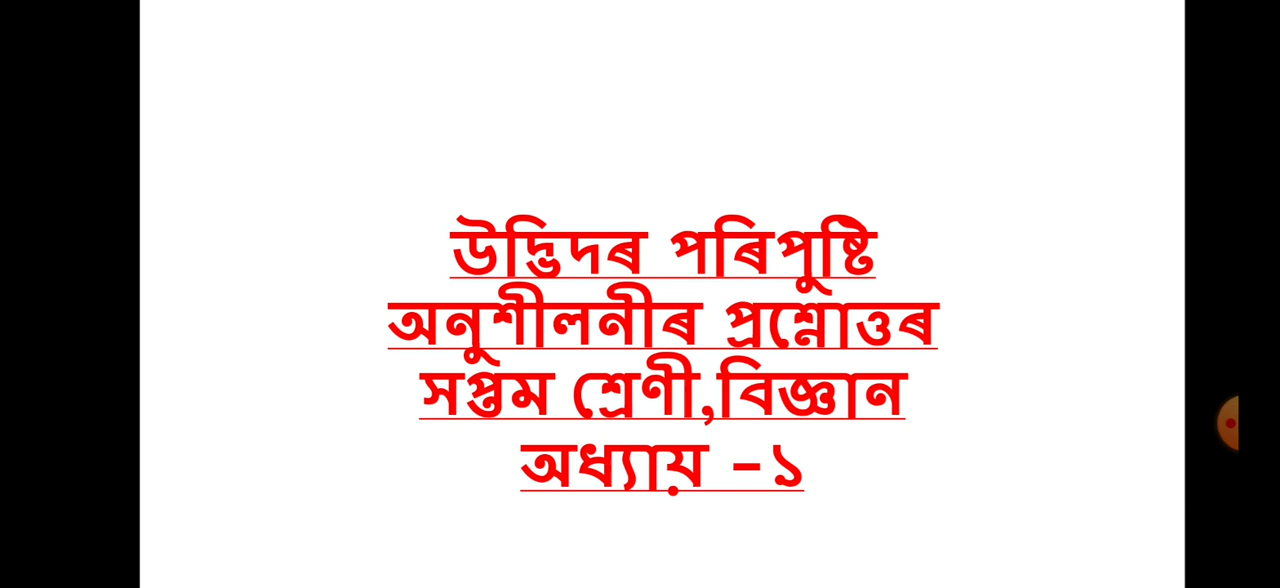 উদ্ভিদৰ পৰিপুষ্টি
অনুশীলনীৰ প্ৰশ্নোত্তৰ
সপ্তম শ্ৰেণী,বিজ্ঞান
অধ্যায় -১